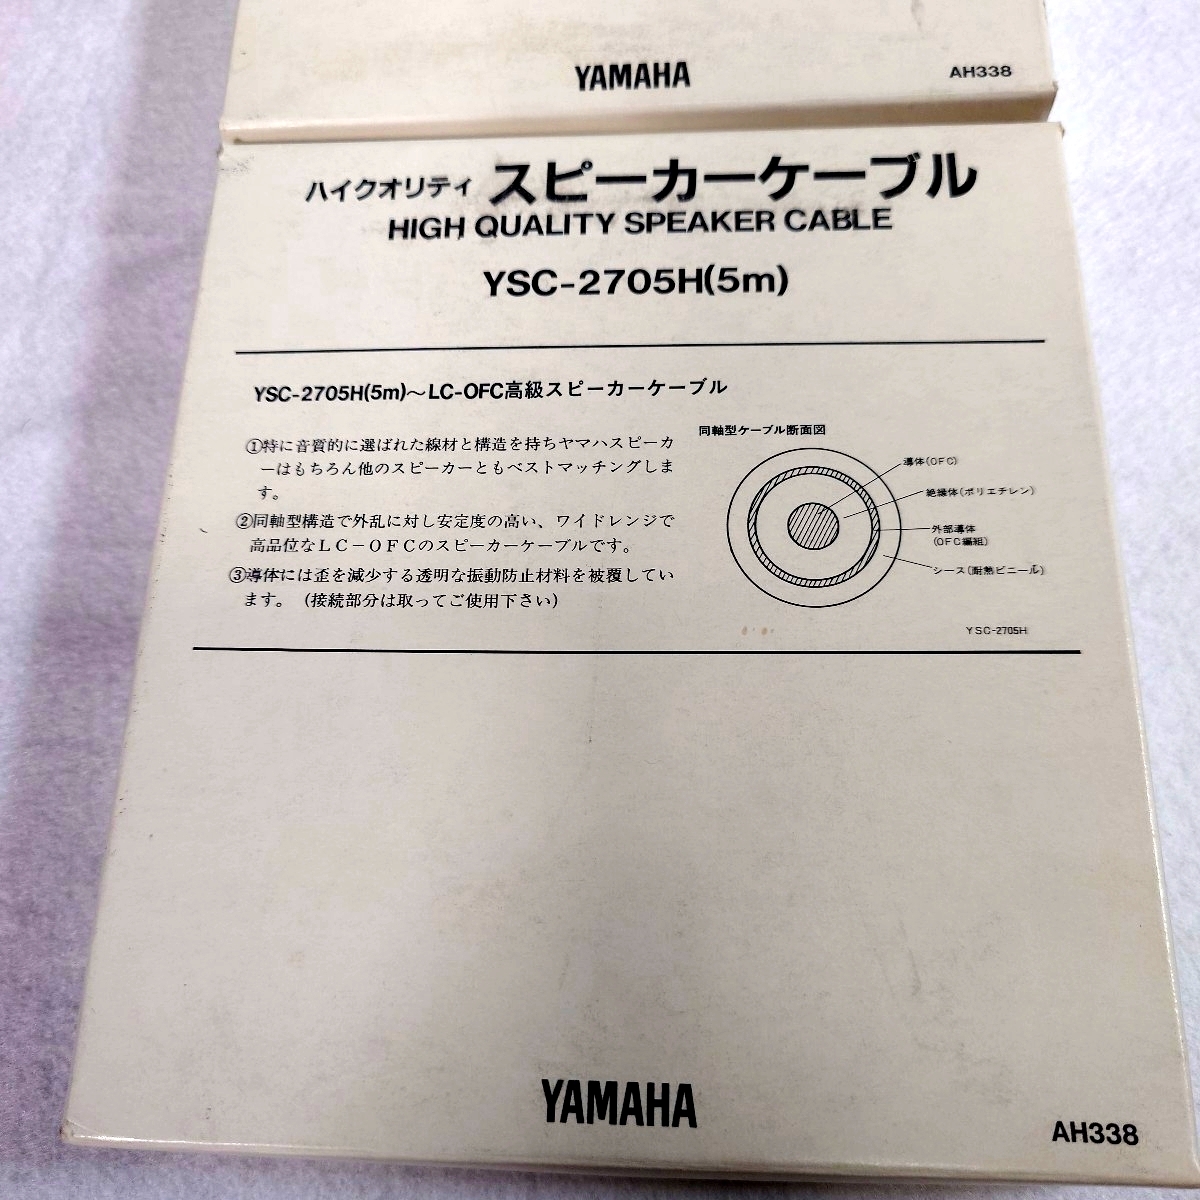 YAMAHA
AH338
ハイクオリティ スピーカーケーブル
HIGH QUALITY SPEAKER CABLE
YSC-2705H(5m)
YSC-2705H(5m)〜LC-OFC高級スピーカーケーブル
①特に音質的に選ばれた線材と構造を持ちヤマハスピーカ
ーはもちろん他のスピーカーともベストマッチングしま
す。
②同軸型構造で外乱に対し安定度の高い、ワイドレンジで
高品位なLC-OFCのスピーカーケーブルです。
③導体には歪を減少する透明な振動防止材料を被覆してい
ます。(接続部分は取ってご使用下さい)
同軸型ケーブル断面図
導体(OFC)
絶縁体(ポリエチレン)
外部導体
(OFC編組)
シース(耐熱ビニール)
YSC-2705H
YAMAHA
AH338